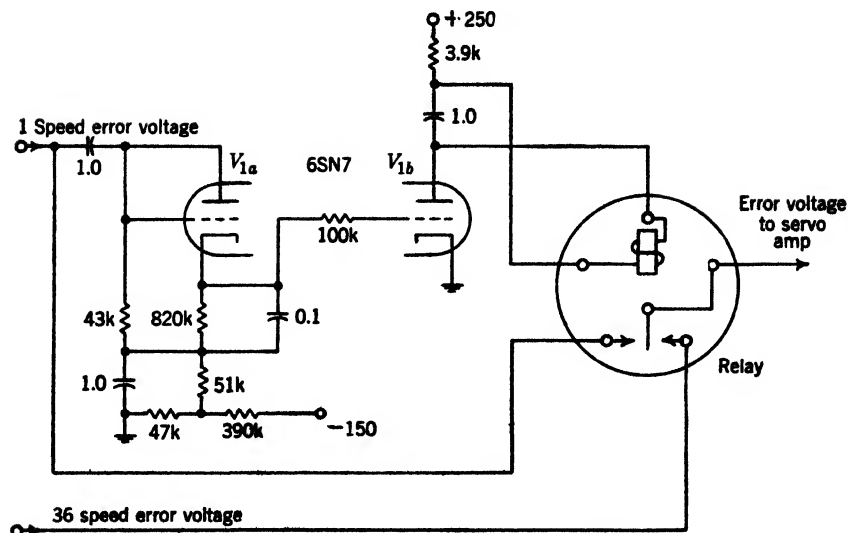 + 250
3.9k
1.0
1 Speed error voltage
1.0
V1a
6SN7
V1b
100k
Error voltage
to servo
amp
43k
820k
0.1
1.0
51k
Relay
47k
390k
−150
36 speed error voltage